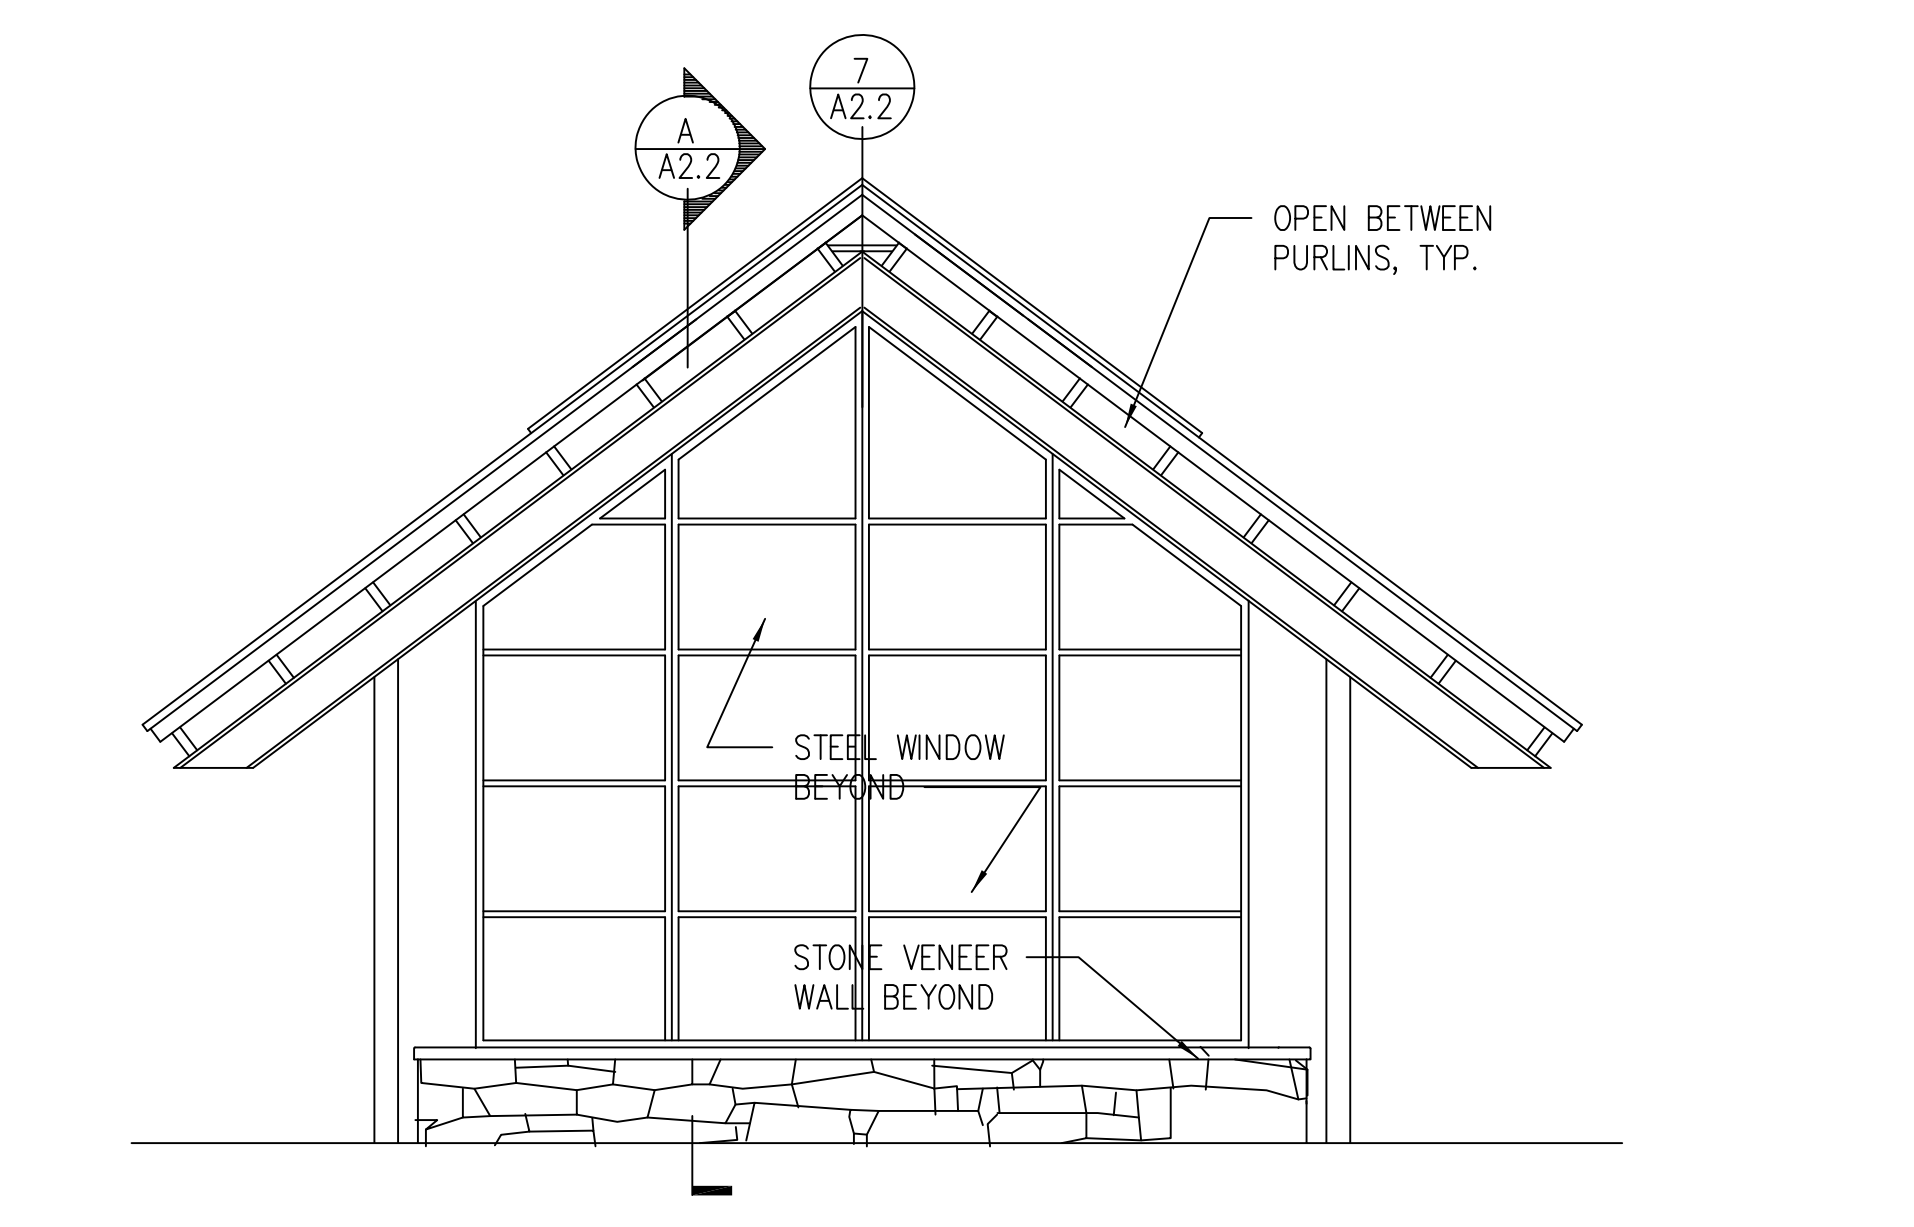 7
A2.2
A
A2.2
OPEN BETWEEN
PURLINS, TYP.
STEEL WINDOW
BEYOND
STONE VENEER
WALL BEYOND